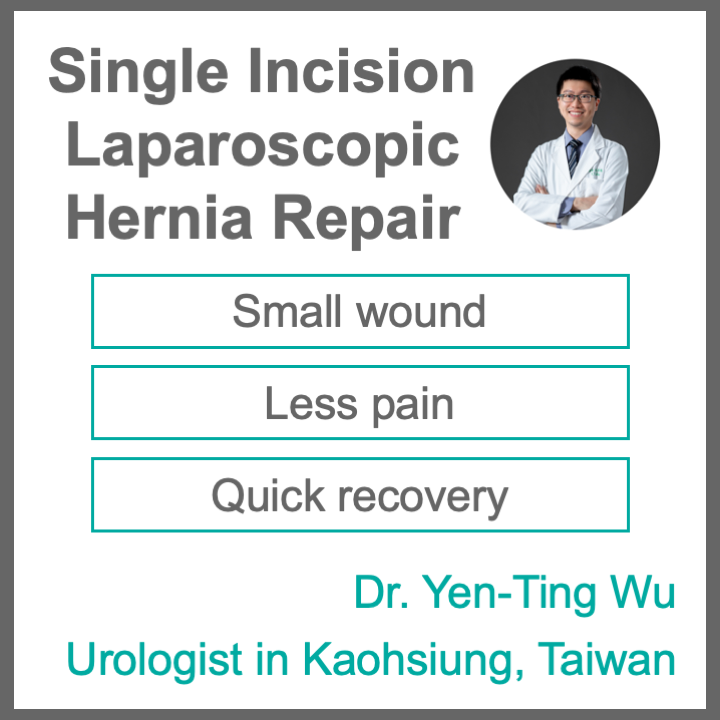 Single Incision
Laparoscopic
Hernia Repair
Small wound
Less pain
Quick recovery
Dr. Yen-Ting Wu
Urologist in Kaohsiung, Taiwan